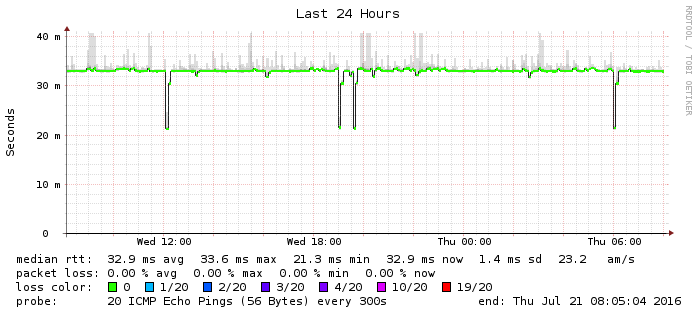 Last 24 Hours
RRDTOOL / TOBI OETIKER
Seconds
40 m
30 m
20 m
10 m
0
Wed 12:00 Wed 18:00 Thu 00:00 Thu 06:00
median rtt: 32.9 ms avg 33.6 ms max 21.3 ms min 32.9 ms now 1.4 ms sd 23.2 am/s
packet loss: 0.00 % avg 0.00 % max 0.00 % min 0.00 % now
loss color: 0 1/20 2/20 3/20 4/20 10/20 19/20
probe: 20 ICMP Echo Pings (56 Bytes) every 300s end: Thu Jul 21 08:05:04 2016